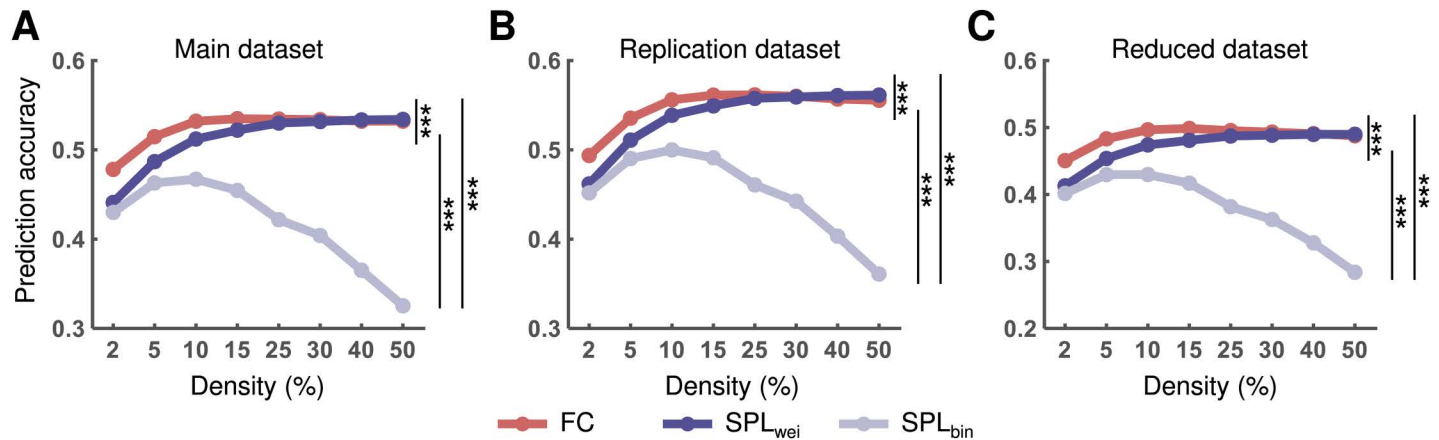 A
Main dataset
Prediction accuracy
0.6
0.5
0.4
0.3
2 5 10 15 25 30 40 50
Density (%)
***
***
***
B
Replication dataset
0.6
0.5
0.4
0.3
2 5 10 15 25 30 40 50
Density (%)
***
***
***
C
Reduced dataset
0.6
0.5
0.4
0.3
0.2
2 5 10 15 25 30 40 50
Density (%)
***
***
***
FC SPLwei SPLbin